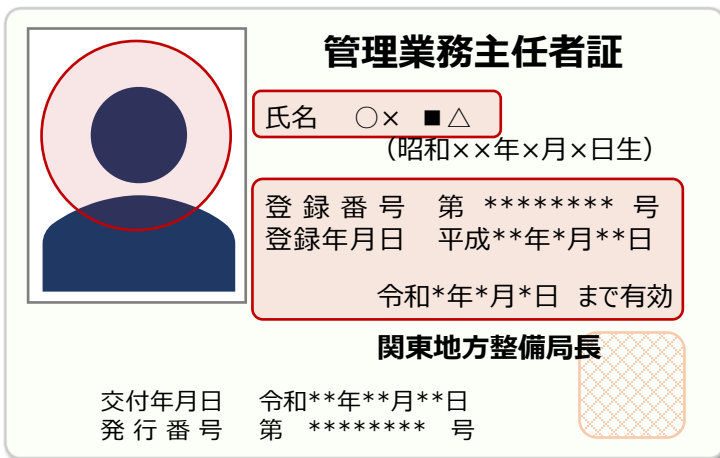 管理業務主任者証
氏名　○×　■△
（昭和××年×月×日生）
登 録 番 号　第　********　号
登録年月日　平成**年*月**日
令和*年*月*日　まで有効
関東地方整備局長
交付年月日　令和**年**月**日
発 行 番 号　第　********　号